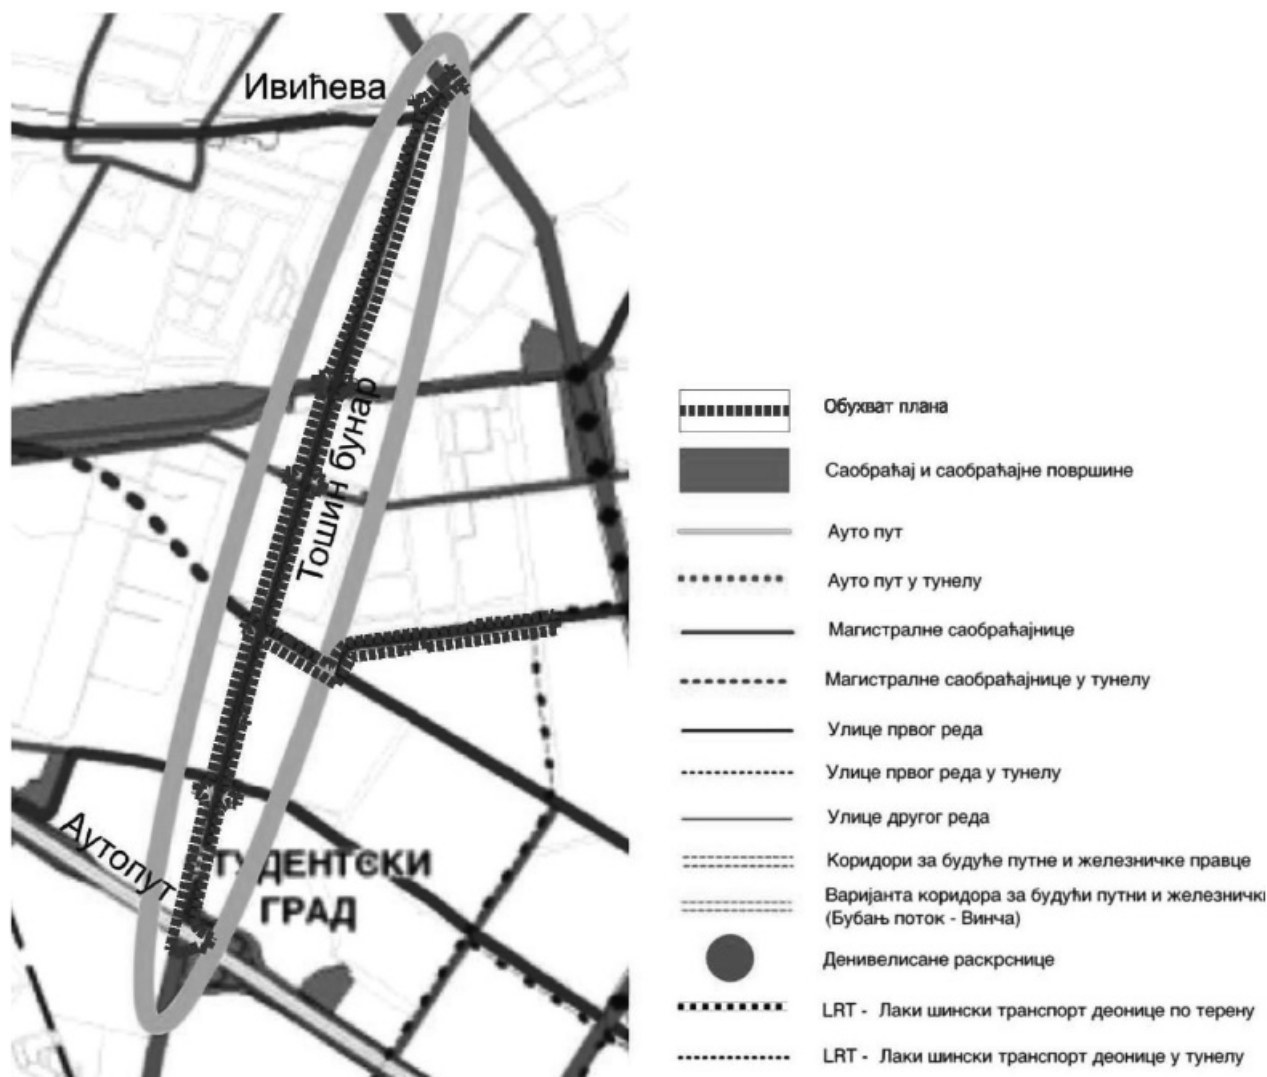 Ивићева
Тошин бунар
Аутопут
СТУДЕНТСКИ
ГРАД
Обухват плана
Саобраћај и саобраћајне површине
Ауто пут
Ауто пут у тунелу
Магистралне саобраћајнице
Магистралне саобраћајнице у тунелу
Улице првог реда
Улице првог реда у тунелу
Улице другог реда
Коридори за будуће путне и железничке правце
Варијанта коридора за будући путни и железнички
(Бубањ поток - Винча)
Денивелисане раскрснице
LRT - Лаки шински транспорт деонице по терену
LRT - Лаки шински транспорт деонице у тунелу